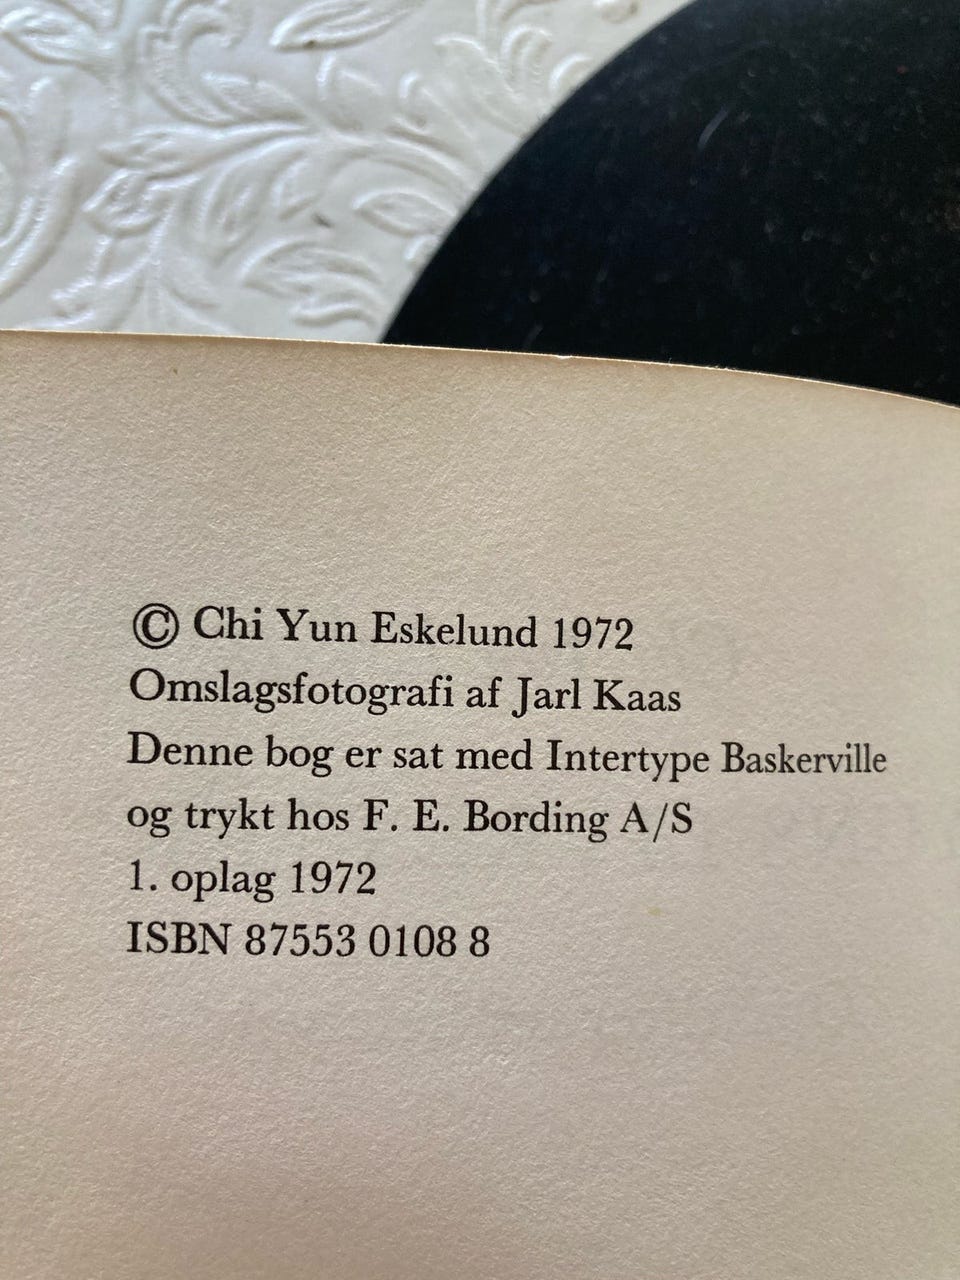 © Chi Yun Eskelund 1972
Omslagsfotografi af Jarl Kaas
Denne bog er sat med Intertype Baskerville
og trykt hos F. E. Bording A/S
1. oplag 1972
ISBN 87553 0108 8